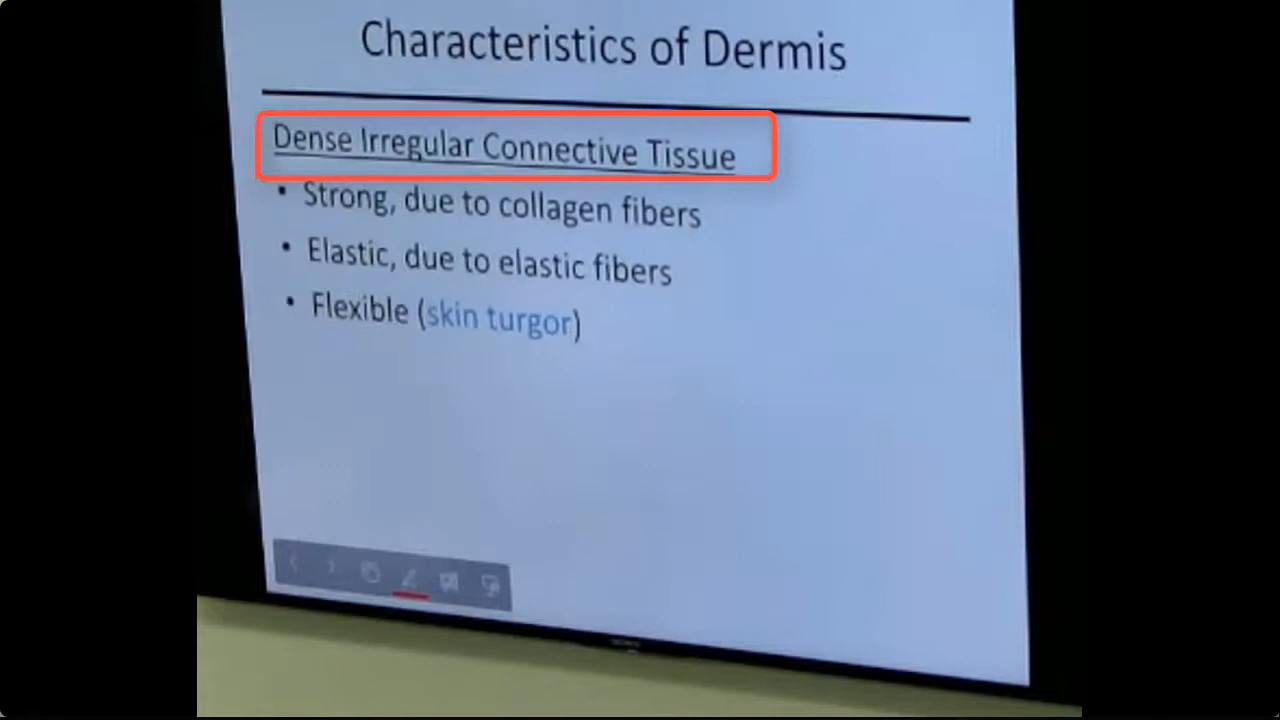 Characteristics of Dermis
Dense Irregular Connective Tissue
• Strong, due to collagen fibers
• Elastic, due to elastic fibers
• Flexible (skin turgor)